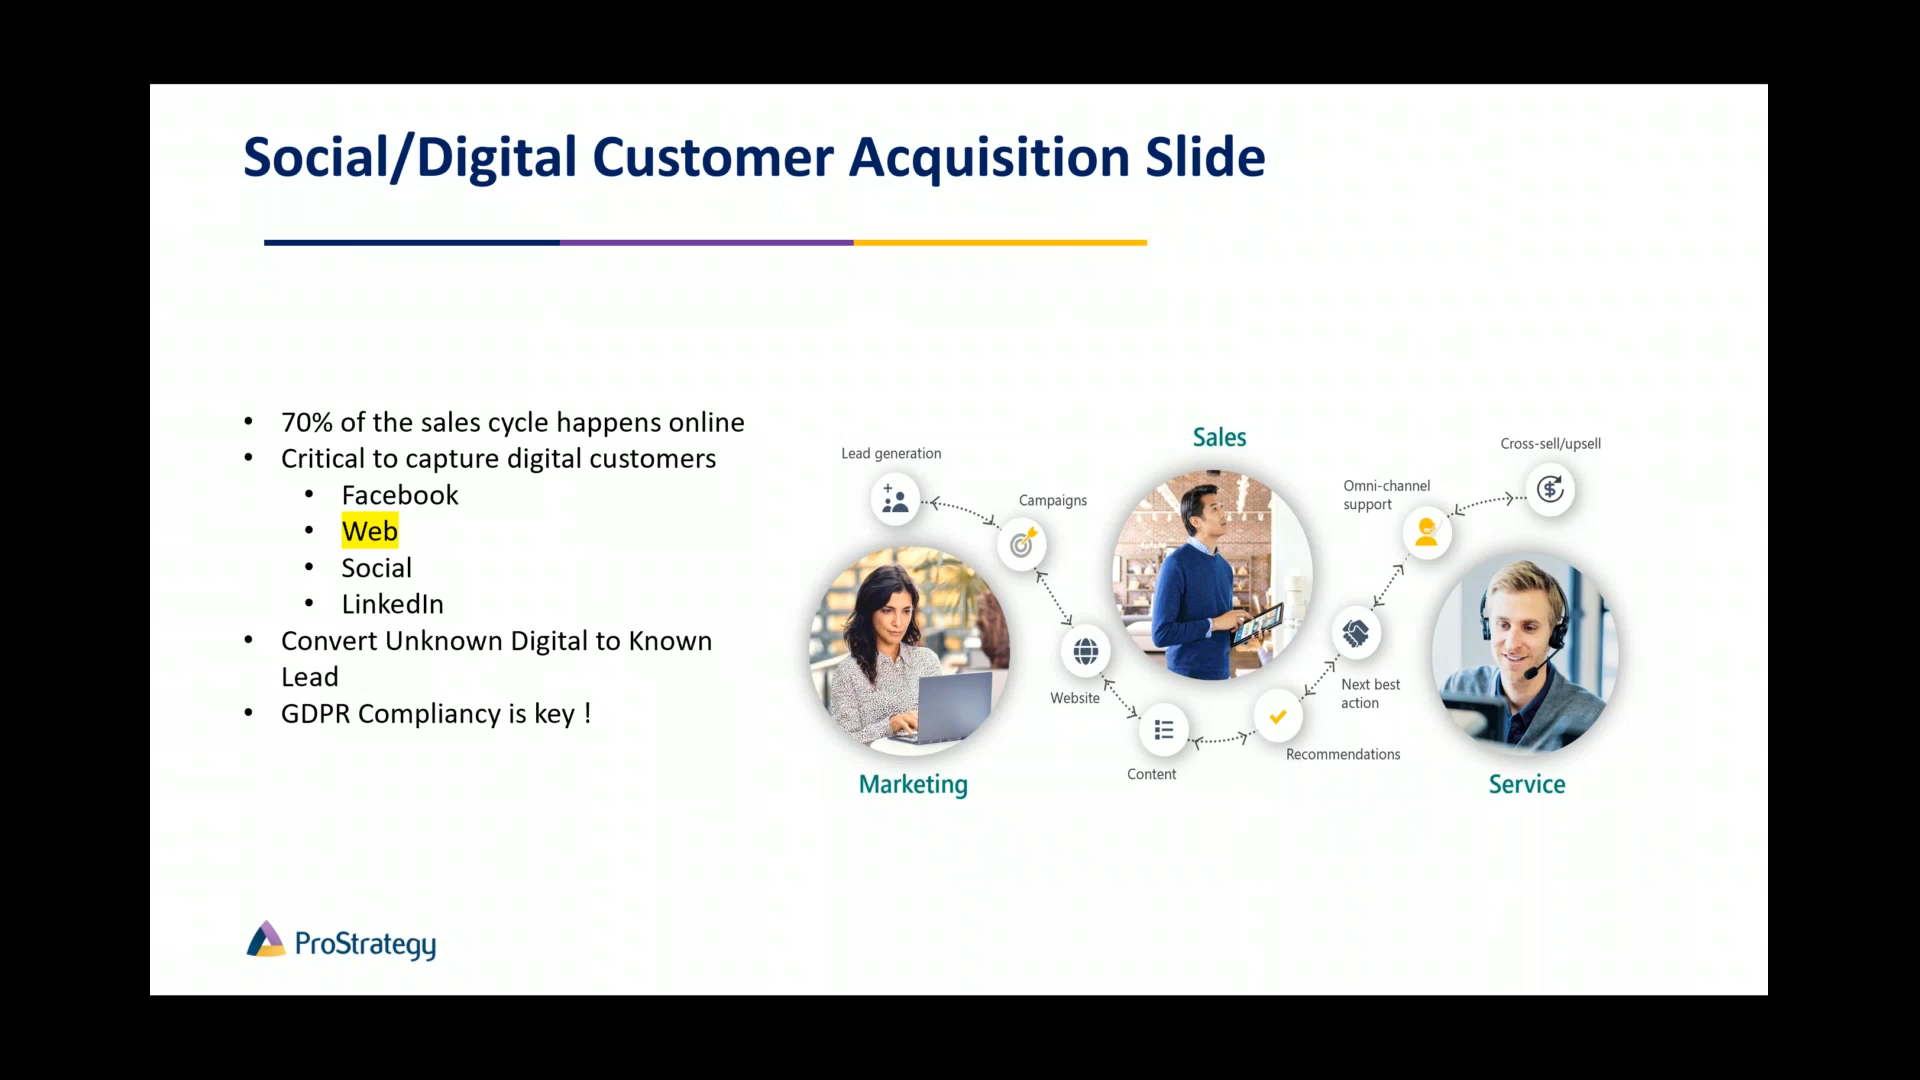 Social/Digital Customer Acquisition Slide
• 70% of the sales cycle happens online
• Critical to capture digital customers
• Facebook
• Web
• Social
• LinkedIn
• Convert Unknown Digital to Known
Lead
• GDPR Compliancy is key !
Lead generation
Campaigns
Sales
Omni-channel
support
Cross-sell/upsell
Website
Next best
action
Content
Recommendations
Marketing
Service
ProStrategy